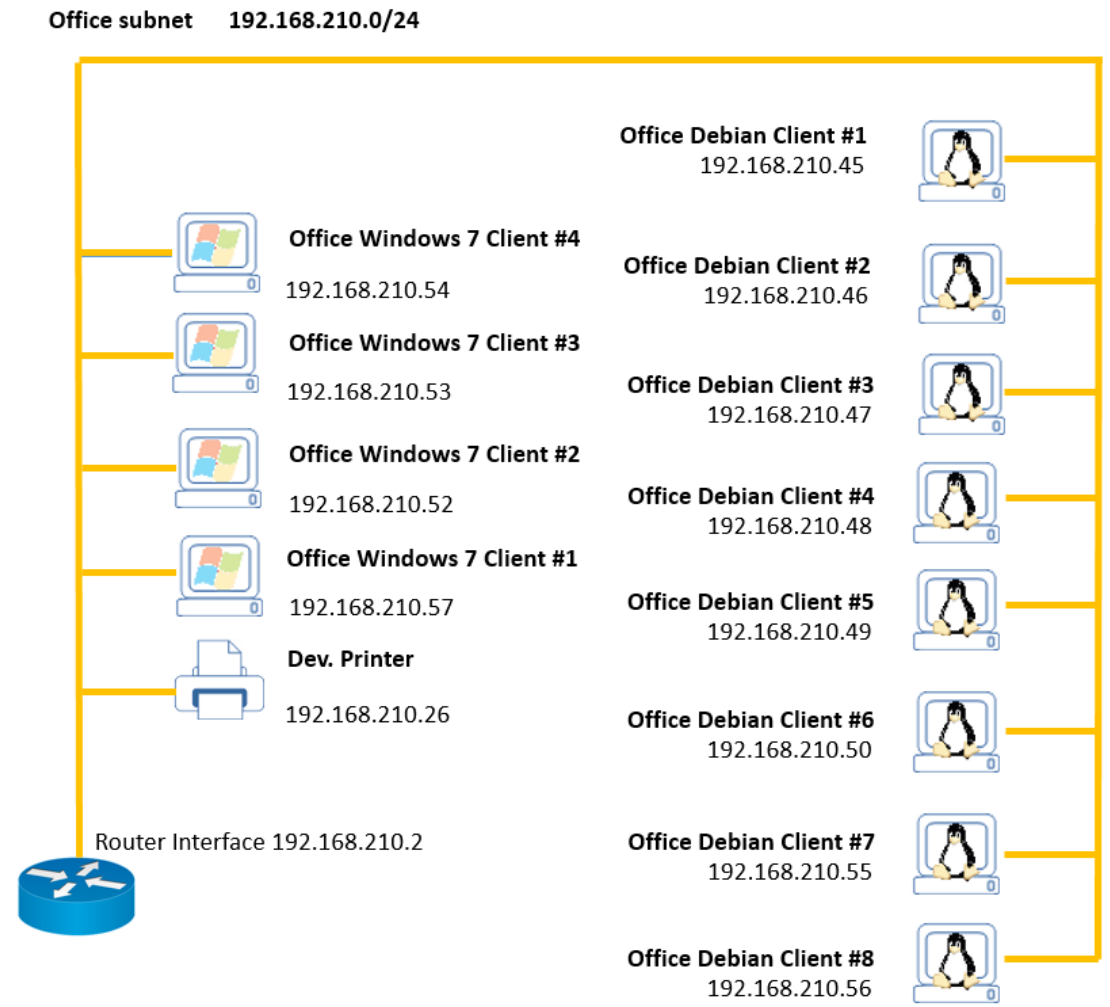 Office subnet 192.168.210.0/24
Office Windows 7 Client #4
192.168.210.54
Office Windows 7 Client #3
192.168.210.53
Office Windows 7 Client #2
192.168.210.52
Office Windows 7 Client #1
192.168.210.57
Dev. Printer
192.168.210.26
Router Interface 192.168.210.2
Office Debian Client #1
192.168.210.45
Office Debian Client #2
192.168.210.46
Office Debian Client #3
192.168.210.47
Office Debian Client #4
192.168.210.48
Office Debian Client #5
192.168.210.49
Office Debian Client #6
192.168.210.50
Office Debian Client #7
192.168.210.55
Office Debian Client #8
192.168.210.56